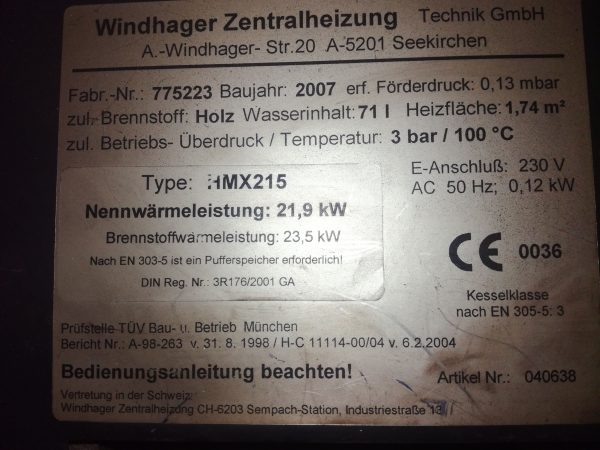 Windhager Zentralheizung Technik GmbH
A.-Windhager- Str.20 A-5201 Seekirchen
Fabr.-Nr.: 775223 Baujahr: 2007 erf. Förderdruck: 0,13 mbar
zul. Brennstoff: Holz Wasserinhalt: 71 l Heizfläche: 1,74 m²
zul. Betriebs- Überdruck / Temperatur: 3 bar / 100 °C
Type: HMX215
Nennwärmeleistung: 21,9 kW
Brennstoffwärmeleistung: 23,5 kW
Nach EN 303-5 ist ein Pufferspeicher erforderlich!
DIN Reg. Nr.: 3R176/2001 GA
E-Anschluß: 230 V
AC 50 Hz; 0,12 kW
CE 0036
Kesselklasse
nach EN 305-5: 3
Prüfstelle TÜV Bau- u. Betrieb München
Bericht Nr.: A-98-263 v. 31. 8. 1998 / H-C 11114-00/04 v. 6.2.2004
Bedienungsanleitung beachten! Artikel Nr.: 040638
Vertretung in der Schweiz:
Windhager Zentralheizung CH-6203 Sempach-Station, Industriestraße 13